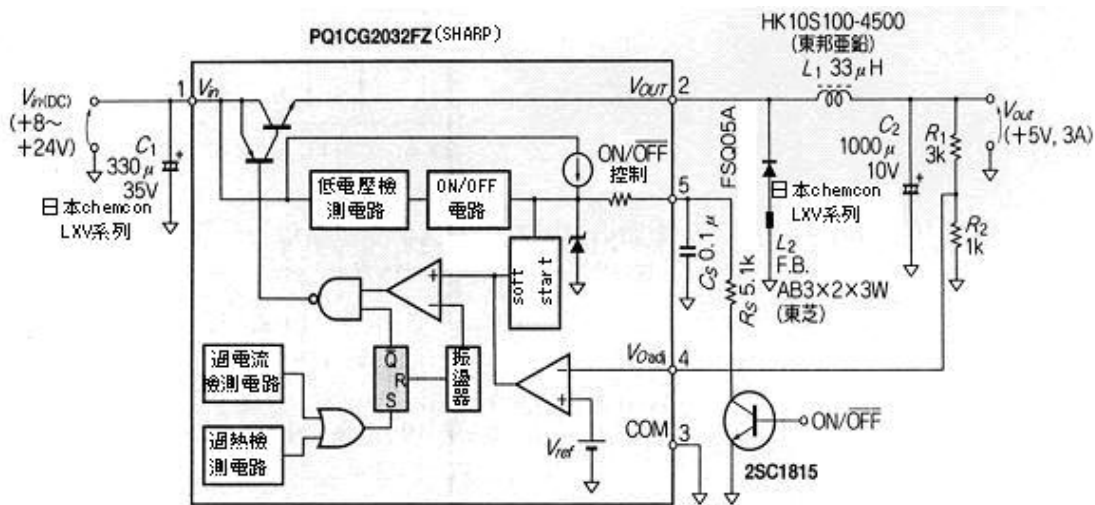 HK10S100-4500
(東邦亜鉛)
L1 33μH
PQ1CG2032FZ(SHARP)
Vin(DC)
(+8～
+24V)
C1
330μ
35V
日本chemcon
LXV系列
1
Vin
VOUT
2
低電壓檢
測電路
ON/OFF
電路
ON/OFF
控制
5
soft
start
FSQ05A
日本chemcon
LXV系列
C2
1000μ
10V
R1
3k
R2
1k
Vout
(+5V, 3A)
CS 0.1μ
RS 5.1k
L2
F.B.
AB3×2×3W
(東芝)
過電流
檢測電路
過熱檢
測電路
Q
R
S
振盪器
+
−
−
+
Vref
VOadj
4
COM
3
ON/OFF
2SC1815